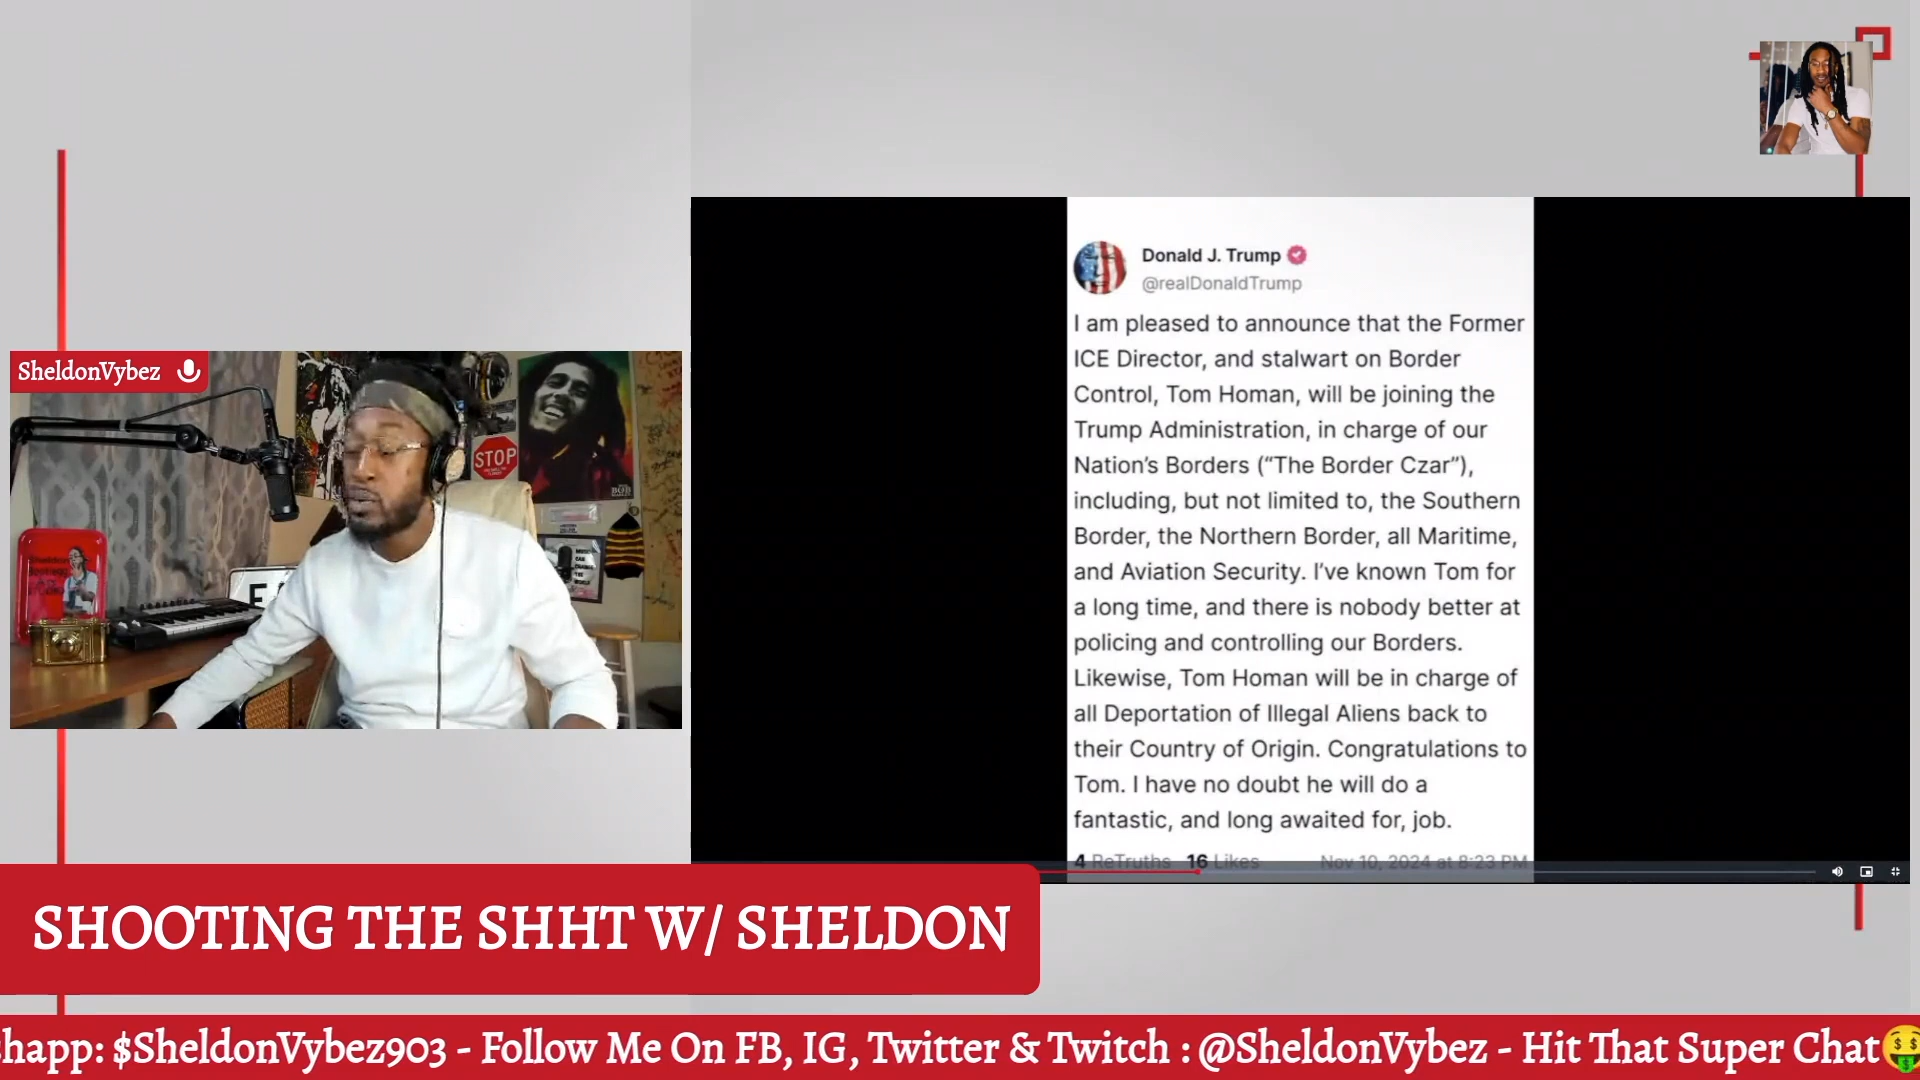 SheldonVybez
STOP
Donald J. Trump
@realDonaldTrump
I am pleased to announce that the Former
ICE Director, and stalwart on Border
Control, Tom Homan, will be joining the
Trump Administration, in charge of our
Nation’s Borders (“The Border Czar”),
including, but not limited to, the Southern
Border, the Northern Border, all Maritime,
and Aviation Security. I’ve known Tom for
a long time, and there is nobody better at
policing and controlling our Borders.
Likewise, Tom Homan will be in charge of
all Deportation of Illegal Aliens back to
their Country of Origin. Congratulations to
Tom. I have no doubt he will do a
fantastic, and long awaited for, job.
4 ReTruths 16 Likes Nov 10, 2024 at 8:23 PM
SHOOTING THE SHHT W/ SHELDON
happ: $SheldonVybez903 - Follow Me On FB, IG, Twitter & Twitch : @SheldonVybez - Hit That Super Chat🤑